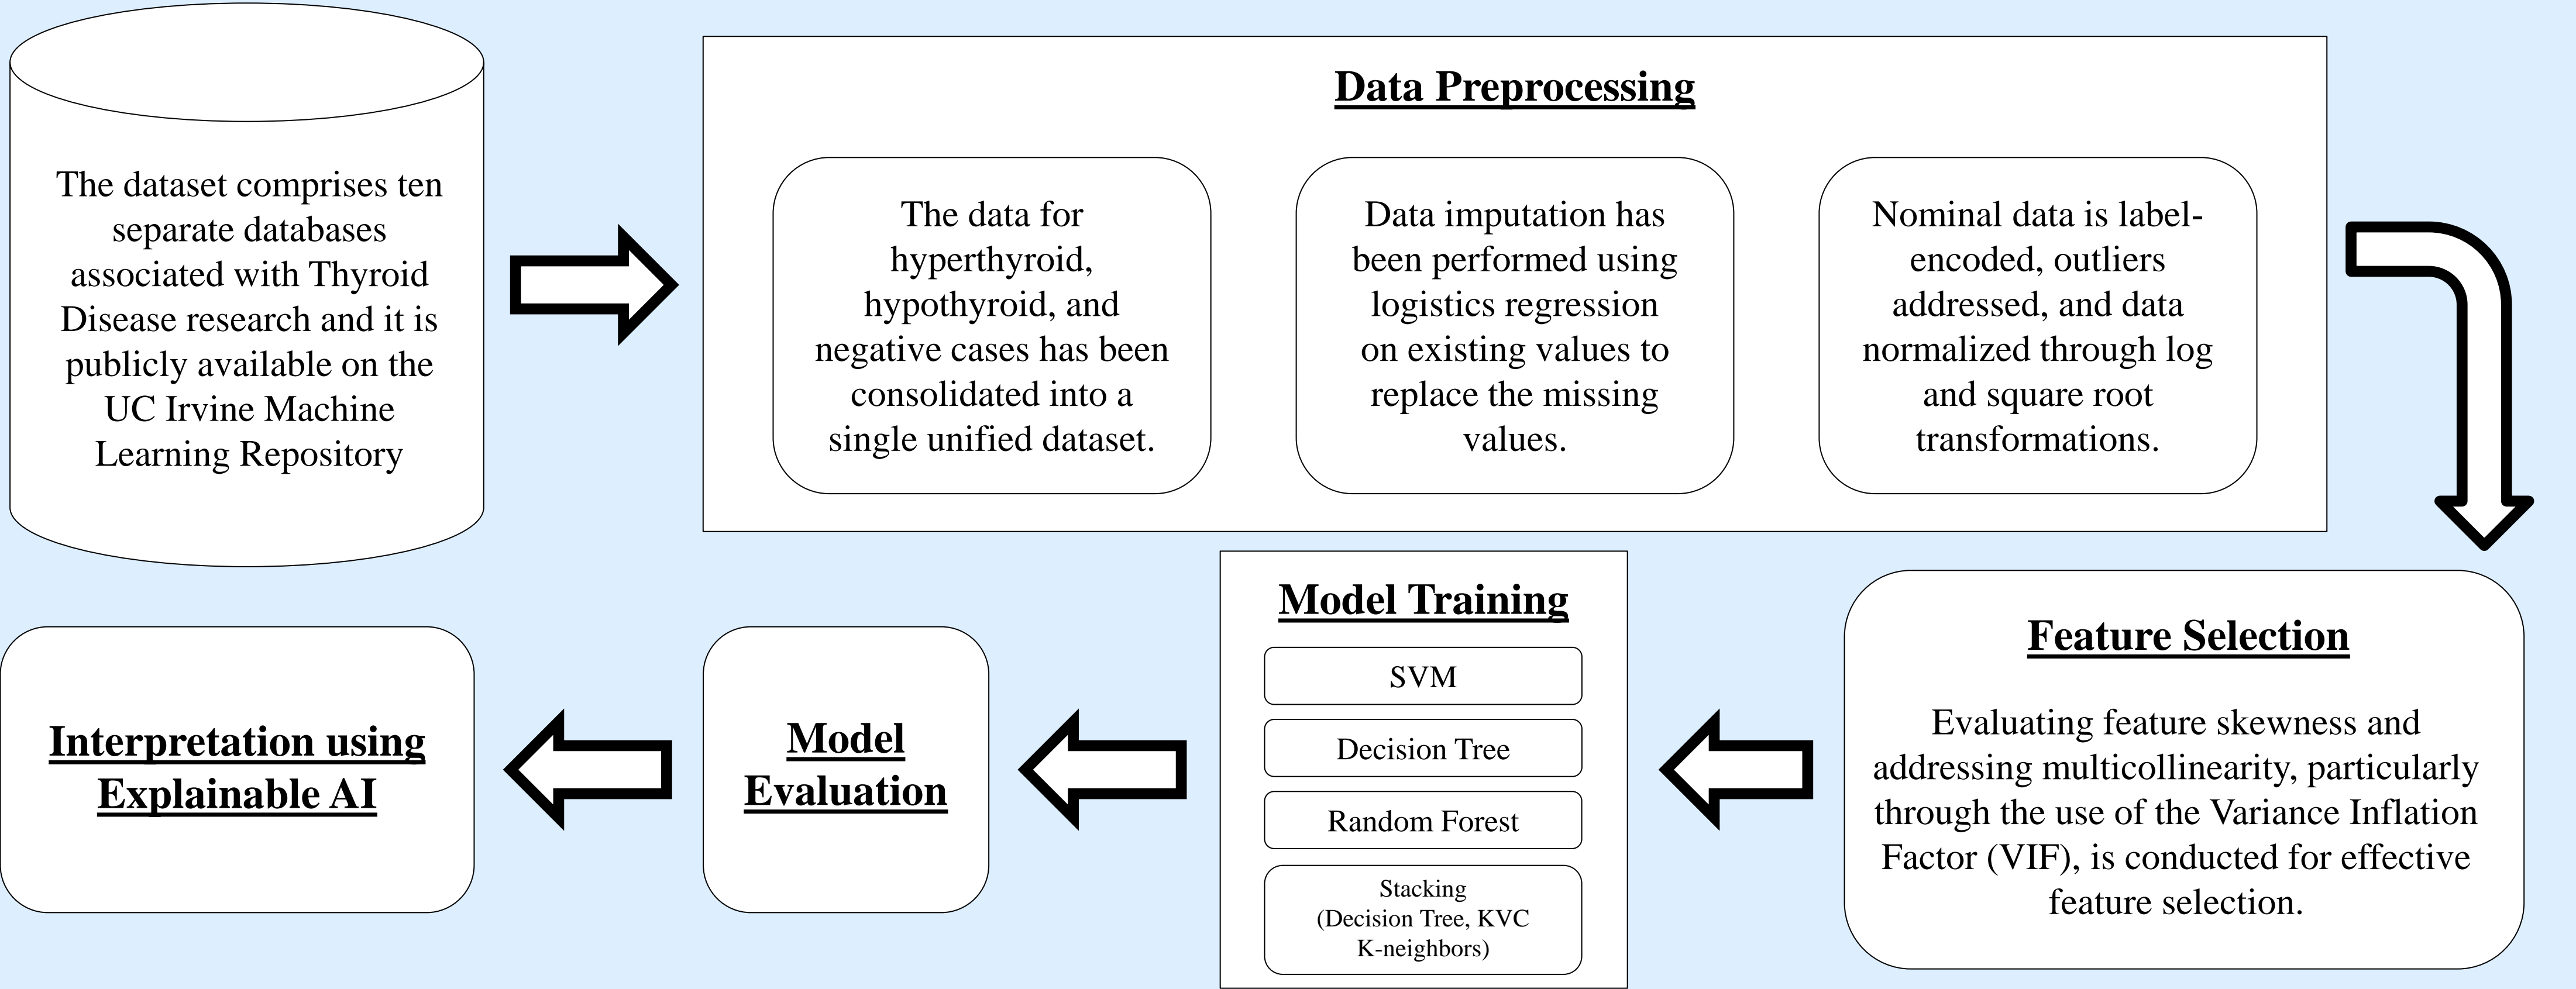 The dataset comprises ten
separate databases
associated with Thyroid
Disease research and it is
publicly available on the
UC Irvine Machine
Learning Repository
Data Preprocessing
The data for
hyperthyroid,
hypothyroid, and
negative cases has been
consolidated into a
single unified dataset.
Data imputation has
been performed using
logistics regression
on existing values to
replace the missing
values.
Nominal data is label-
encoded, outliers
addressed, and data
normalized through log
and square root
transformations.
Feature Selection
Evaluating feature skewness and
addressing multicollinearity, particularly
through the use of the Variance Inflation
Factor (VIF), is conducted for effective
feature selection.
Model Training
SVM
Decision Tree
Random Forest
Stacking
(Decision Tree, KVC
K-neighbors)
Model
Evaluation
Interpretation using
Explainable AI